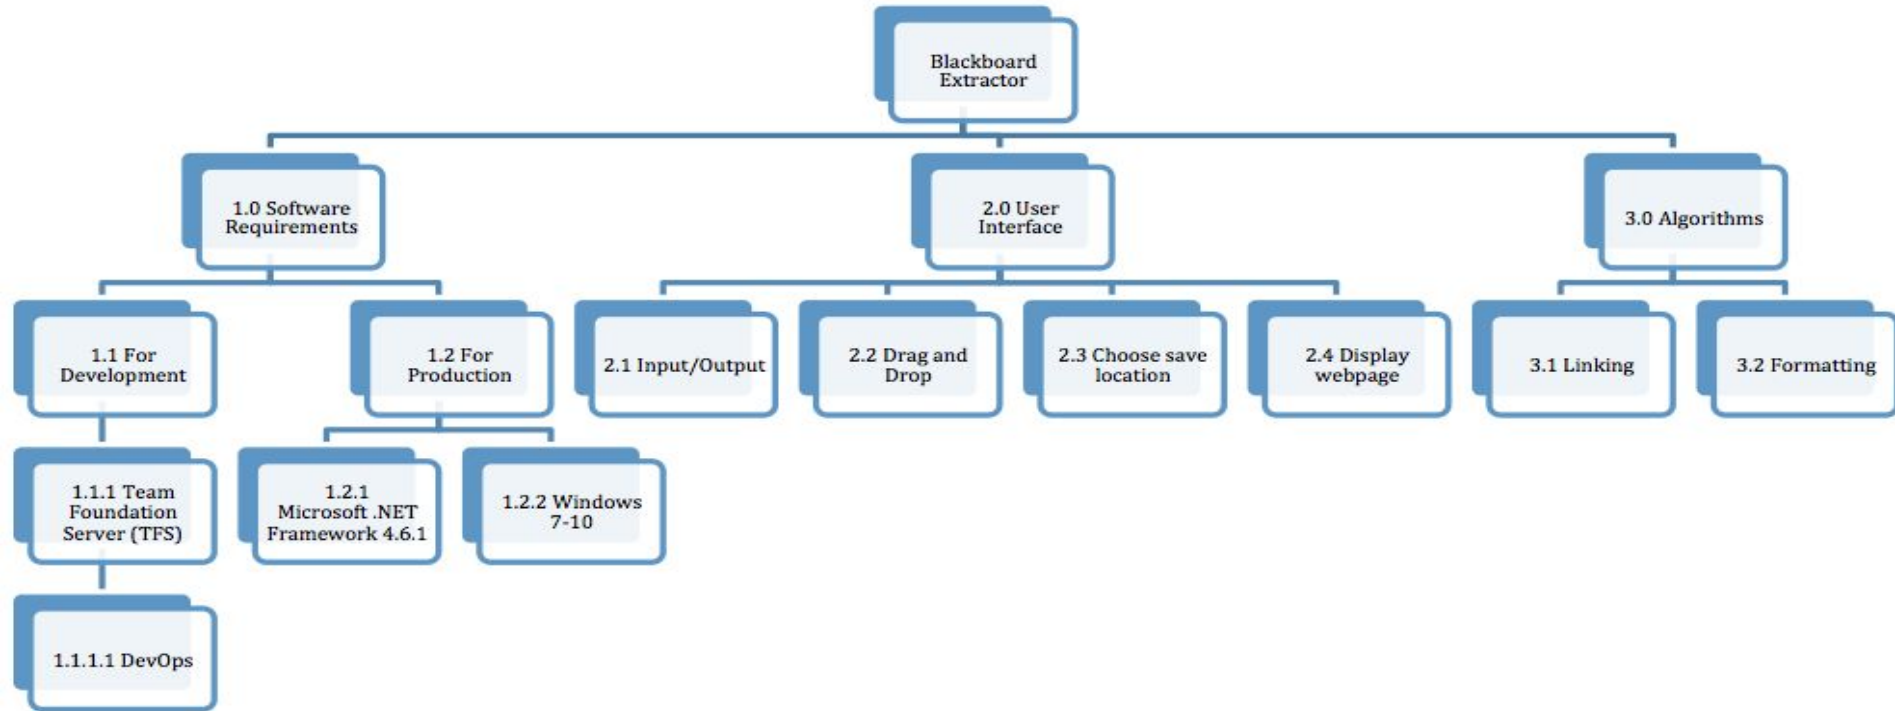 Blackboard
Extractor
1.0 Software
Requirements
2.0 User
Interface
3.0 Algorithms
1.1 For
Development
1.2 For
Production
2.1 Input/Output
2.2 Drag and
Drop
2.3 Choose save
location
2.4 Display
webpage
3.1 Linking
3.2 Formatting
1.1.1 Team
Foundation
Server (TFS)
1.2.1
Microsoft .NET
Framework 4.6.1
1.2.2 Windows
7-10
1.1.1.1 DevOps